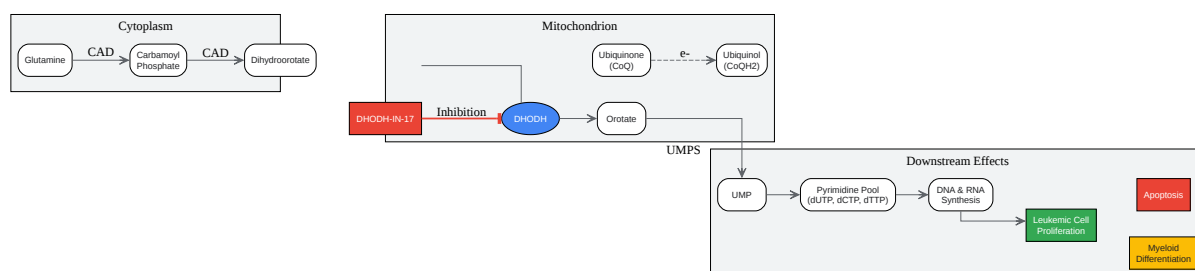 Cytoplasm
Glutamine
CAD
Carbamoyl
Phosphate
CAD
Dihydroorotate
Mitochondrion
Ubiquinone
(CoQ)
e-
Ubiquinol
(CoQH2)
DHODH-IN-17
Inhibition
DHODH
Orotate
UMPS
Downstream Effects
UMP
Pyrimidine Pool
(dUTP, dCTP, dTTP)
DNA & RNA
Synthesis
Leukemic Cell
Proliferation
Apoptosis
Myeloid
Differentiation